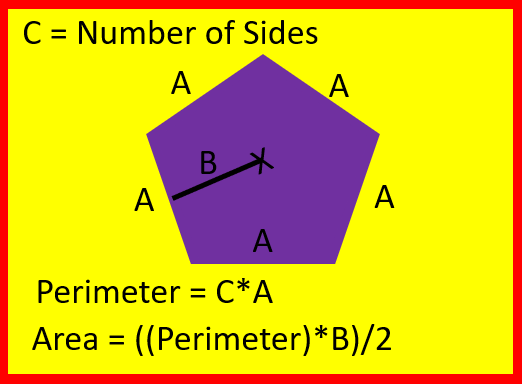 C = Number of Sides
A
A
B
A
A
A
Perimeter = C*A
Area = ((Perimeter)*B)/2